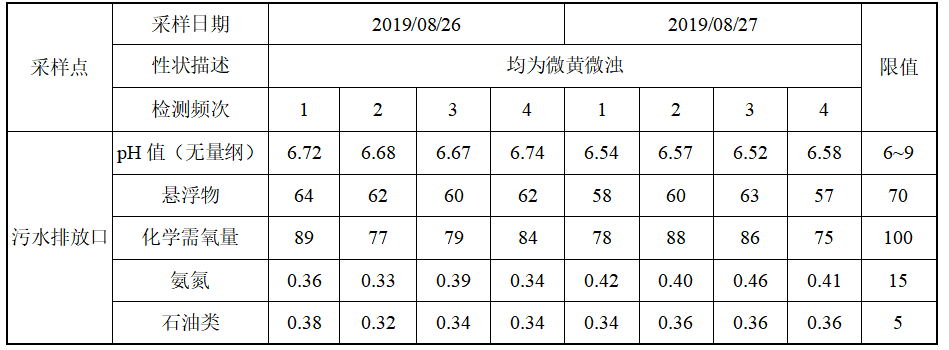 采样点 采样日期 2019/08/26 2019/08/27 限值
性状描述 均为微黄微浊
检测频次 1 2 3 4 1 2 3 4
污水排放口 pH 值（无量纲） 6.72 6.68 6.67 6.74 6.54 6.57 6.52 6.58 6~9
悬浮物 64 62 60 62 58 60 63 57 70
化学需氧量 89 77 79 84 78 88 86 75 100
氨氮 0.36 0.33 0.39 0.34 0.42 0.40 0.46 0.41 15
石油类 0.38 0.32 0.34 0.34 0.34 0.36 0.36 0.36 5